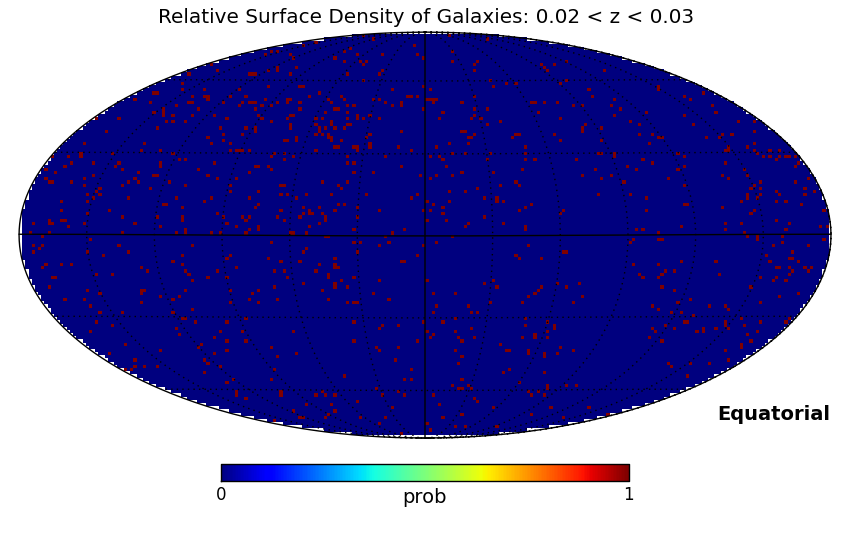 Relative Surface Density of Galaxies: 0.02 < z < 0.03
Equatorial
0
prob
1